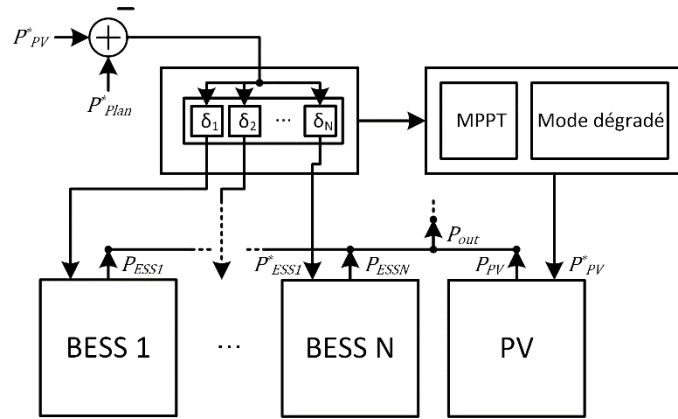 −
P*PV
+
P*Plan
δ1 δ2 ... δN
MPPT
Mode dégradé
Pout
PESS1
P*ESS1
PESSN
PPV
P*PV
BESS 1
...
BESS N
PV